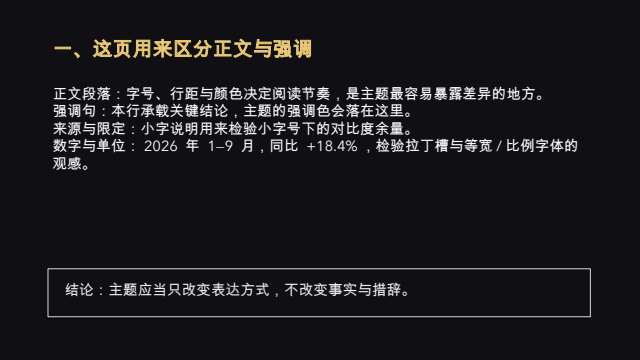 一、这页用来区分正文与强调
正文段落：字号、行距与颜色决定阅读节奏，是主题最容易暴露差异的地方。
强调句：本行承载关键结论，主题的强调色会落在这里。
来源与限定：小字说明用来检验小字号下的对比度余量。
数字与单位： 2026 年 1–9 月，同比 +18.4% ，检验拉丁槽与等宽 / 比例字体的
观感。
结论：主题应当只改变表达方式，不改变事实与措辞。